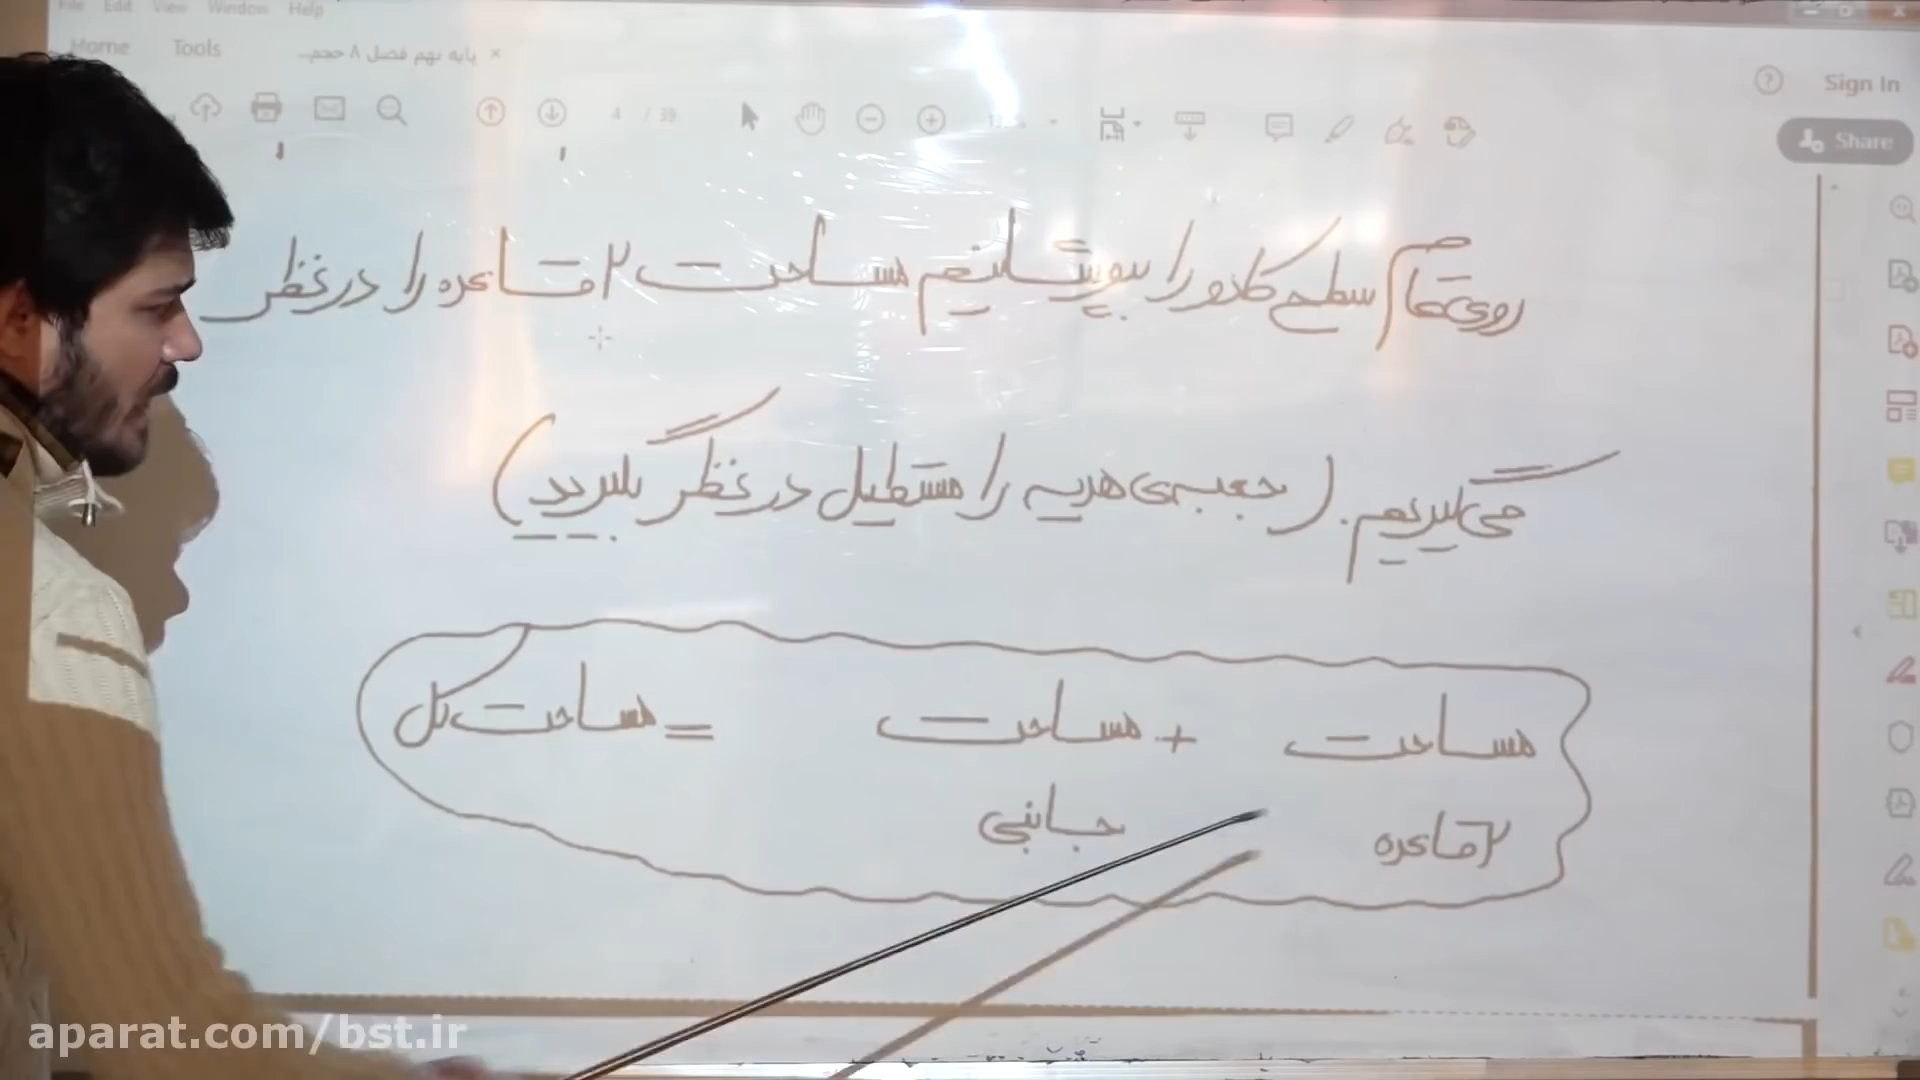 File Edit View Window Help
Home Tools پایه نهم فصل ۸ حجم... ×
4 / 39
Sign In
Share
روی تمام سطح کادو را بپوشانیم مساحت ۲ قاعده را در نظر
می‌گیریم. (جعبه‌ی هدیه را مستطیل در نظر بگیرید)
مساحت + مساحت = مساحت کل
۲ قاعده جانبی
aparat.com/bst.ir